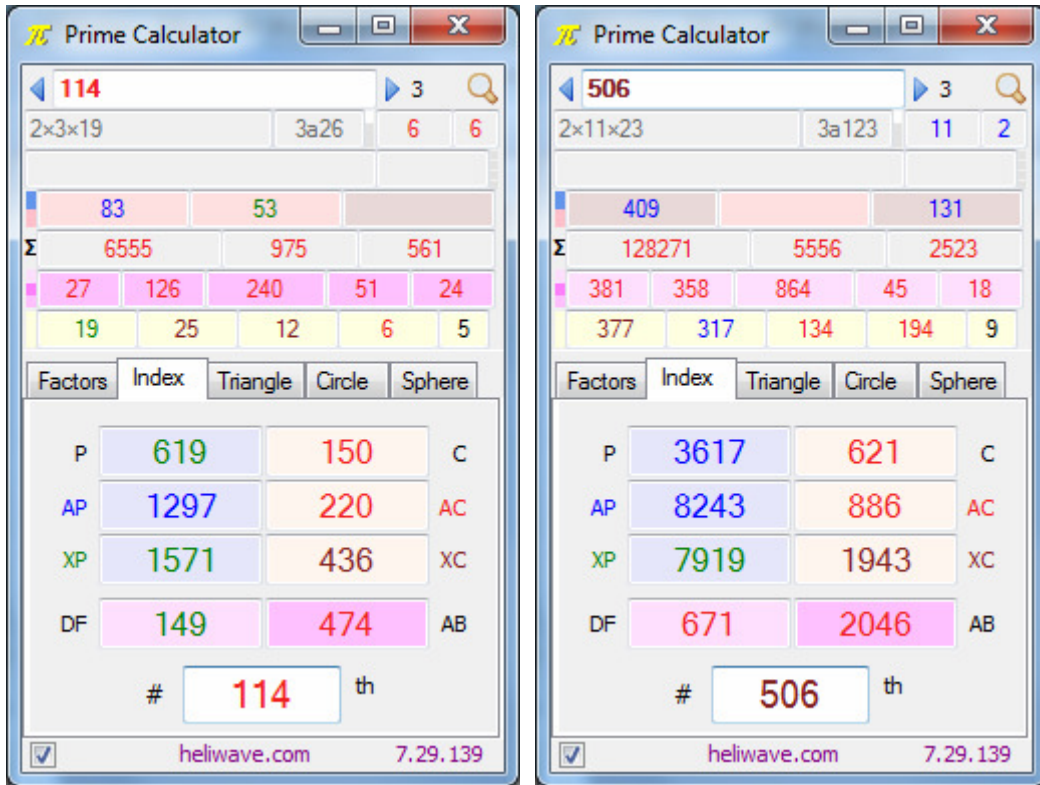 Prime Calculator
114 3
2×3×19 3a26 6 6
83 53
Σ 6555 975 561
27 126 240 51 24
19 25 12 6 5
Factors Index Triangle Circle Sphere
P 619 150 C
AP 1297 220 AC
XP 1571 436 XC
DF 149 474 AB
# 114 th
heliwave.com 7.29.139
Prime Calculator
506 3
2×11×23 3a123 11 2
409 131
Σ 128271 5556 2523
381 358 864 45 18
377 317 134 194 9
Factors Index Triangle Circle Sphere
P 3617 621 C
AP 8243 886 AC
XP 7919 1943 XC
DF 671 2046 AB
# 506 th
heliwave.com 7.29.139